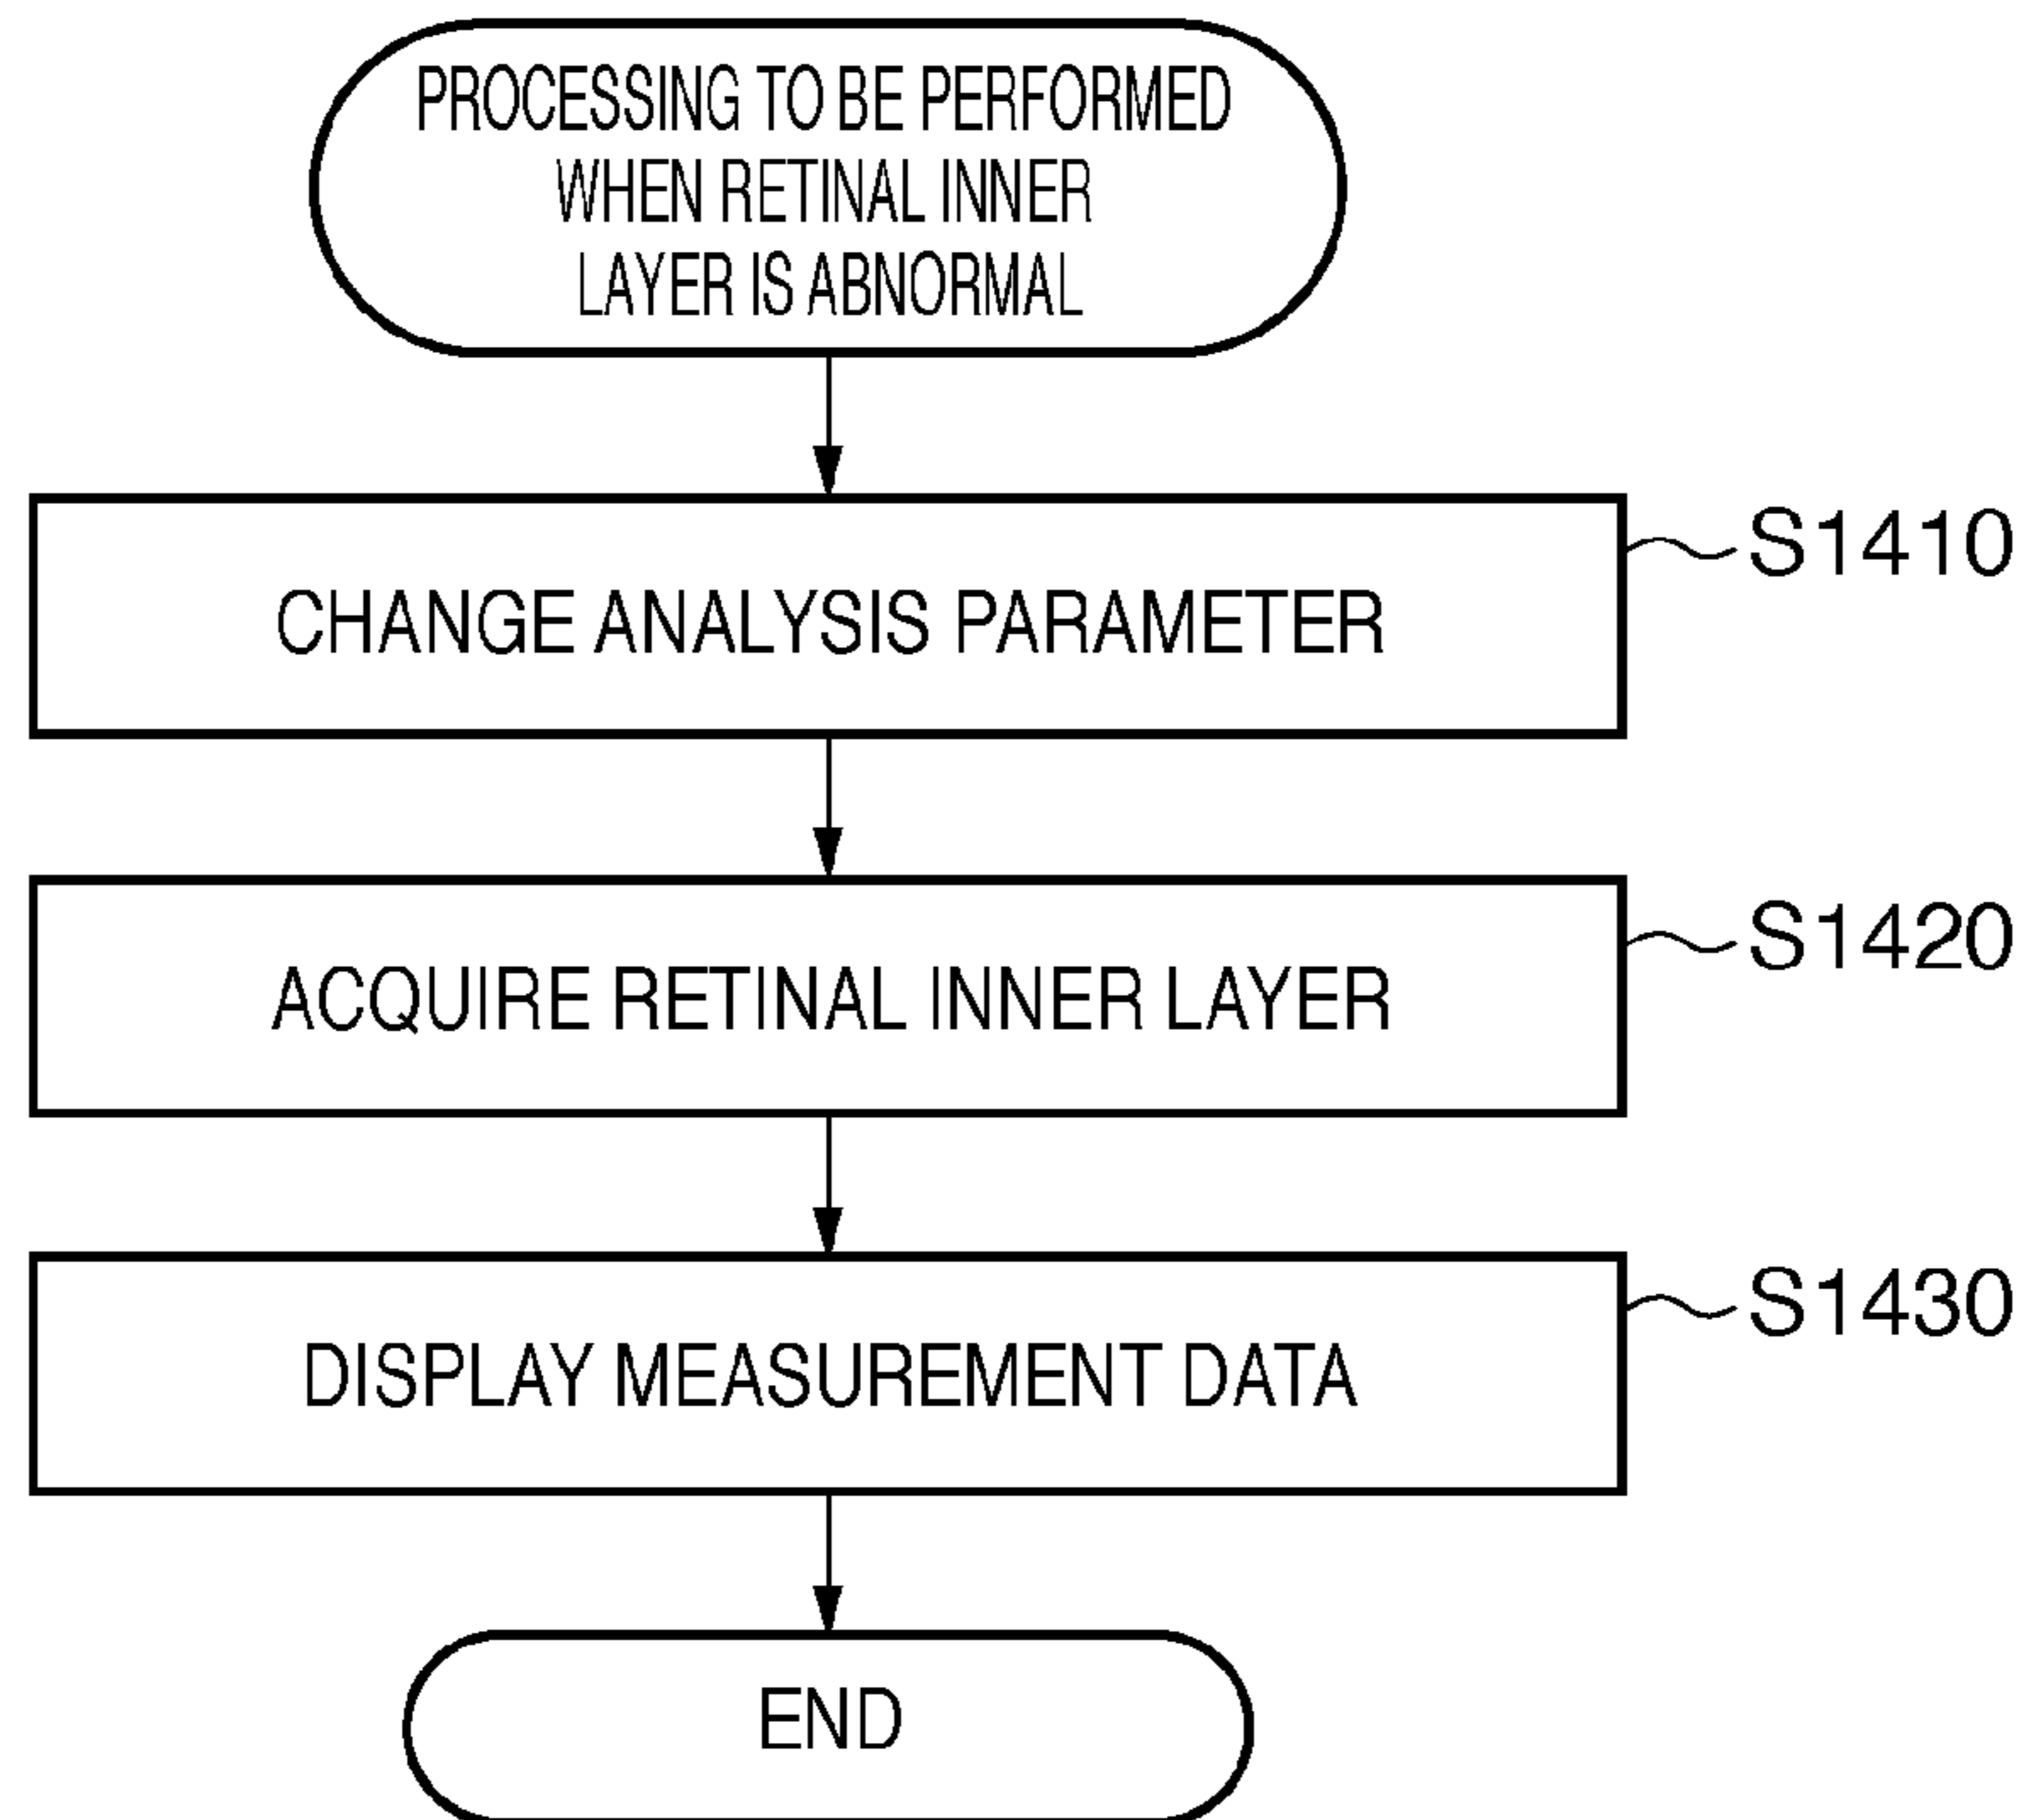 PROCESSING TO BE PERFORMED
WHEN RETINAL INNER
LAYER IS ABNORMAL
CHANGE ANALYSIS PARAMETER
S1410
ACQUIRE RETINAL INNER LAYER
S1420
DISPLAY MEASUREMENT DATA
S1430
END